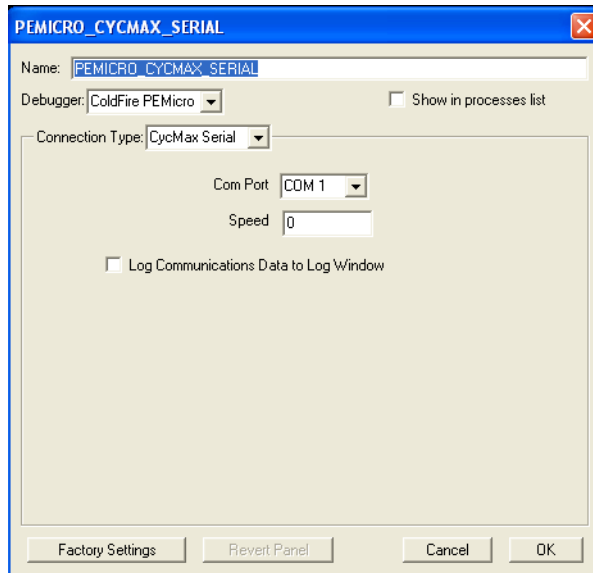 PEMICRO_CYCMAX_SERIAL
Name: PEMICRO_CYCMAX_SERIAL
Debugger: ColdFire PEMicro Show in processes list
Connection Type: CycMax Serial
Com Port COM 1
Speed 0
Log Communications Data to Log Window
Factory Settings Revert Panel Cancel OK